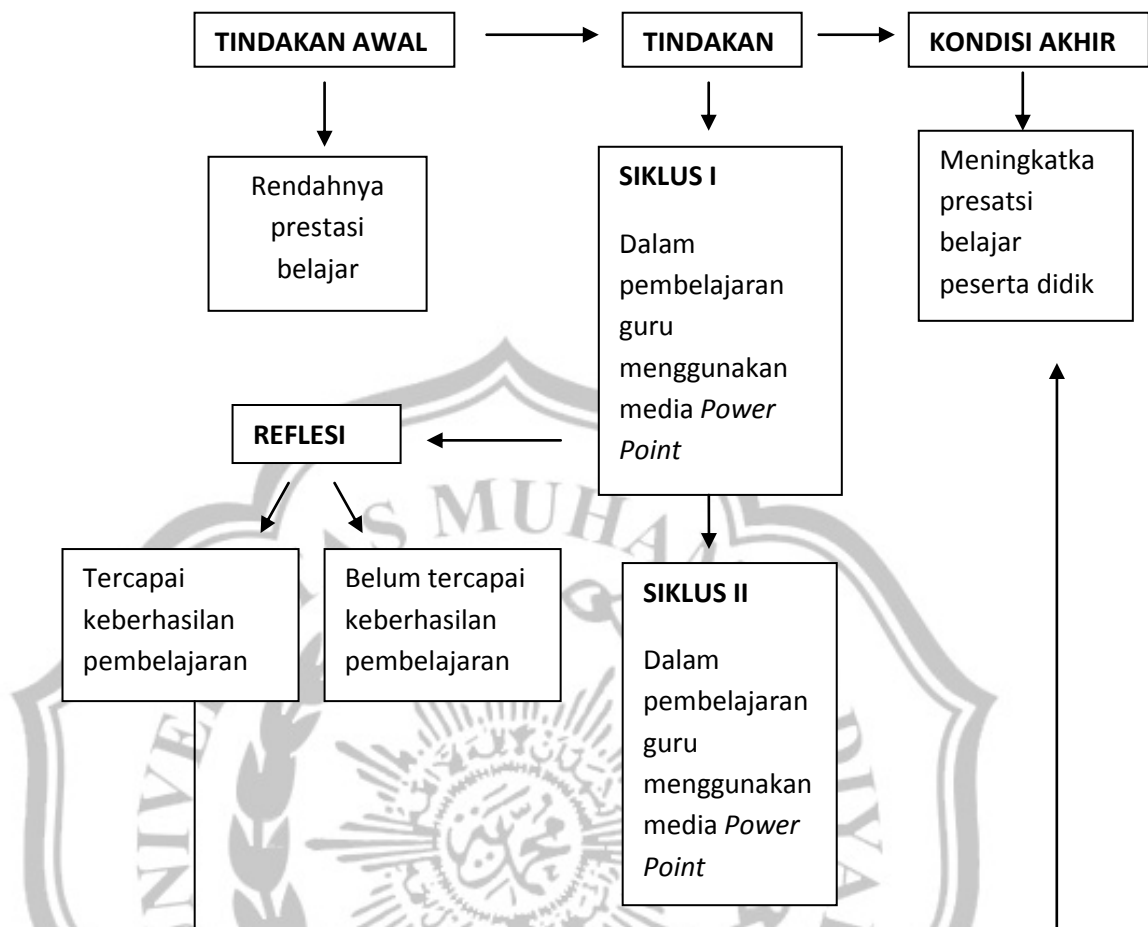 TINDAKAN AWAL
TINDAKAN
KONDISI AKHIR
Rendahnya
prestasi
belajar
SIKLUS I
Dalam
pembelajaran
guru
menggunakan
media Power
Point
Meningkatka
presatsi
belajar
peserta didik
REFLESI
Tercapai
keberhasilan
pembelajaran
Belum tercapai
keberhasilan
pembelajaran
SIKLUS II
Dalam
pembelajaran
guru
menggunakan
media Power
Point